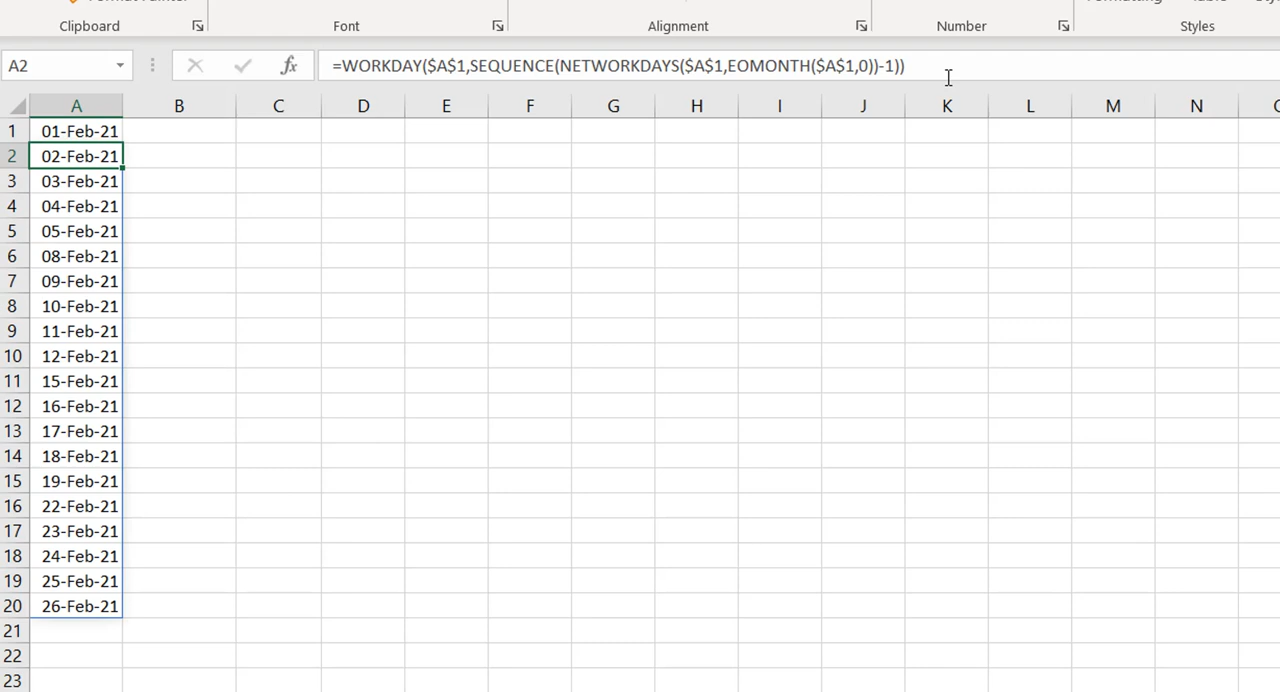 Clipboard Font Alignment Number Styles
A2 fx =WORKDAY($A$1,SEQUENCE(NETWORKDAYS($A$1,EOMONTH($A$1,0))-1))
A B C D E F G H I J K L M N
1 01-Feb-21
2 02-Feb-21
3 03-Feb-21
4 04-Feb-21
5 05-Feb-21
6 08-Feb-21
7 09-Feb-21
8 10-Feb-21
9 11-Feb-21
10 12-Feb-21
11 15-Feb-21
12 16-Feb-21
13 17-Feb-21
14 18-Feb-21
15 19-Feb-21
16 22-Feb-21
17 23-Feb-21
18 24-Feb-21
19 25-Feb-21
20 26-Feb-21
21
22
23